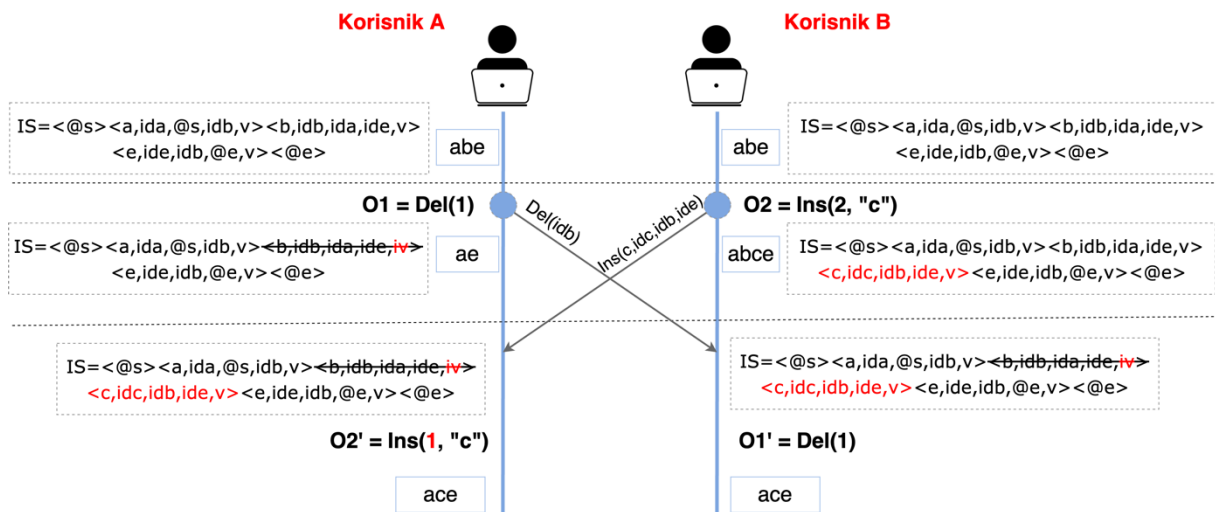 Korisnik A
Korisnik B
IS=<@s><a,ida,@s,idb,v><b,idb,ida,ide,v>
<e,ide,idb,@e,v><@e>
abe
abe
IS=<@s><a,ida,@s,idb,v><b,idb,ida,ide,v>
<e,ide,idb,@e,v><@e>
O1 = Del(1)
Del(idb)
Ins(c,idc,idb,ide)
O2 = Ins(2, "c")
IS=<@s><a,ida,@s,idb,v><b,idb,ida,ide,iv>
<e,ide,idb,@e,v><@e>
ae
abce
IS=<@s><a,ida,@s,idb,v><b,idb,ida,ide,v>
<c,idc,idb,ide,v><e,ide,idb,@e,v><@e>
IS=<@s><a,ida,@s,idb,v><b,idb,ida,ide,iv>
<c,idc,idb,ide,v><e,ide,idb,@e,v><@e>
IS=<@s><a,ida,@s,idb,v><b,idb,ida,ide,iv>
<c,idc,idb,ide,v><e,ide,idb,@e,v><@e>
O2' = Ins(1, "c")
O1' = Del(1)
ace
ace